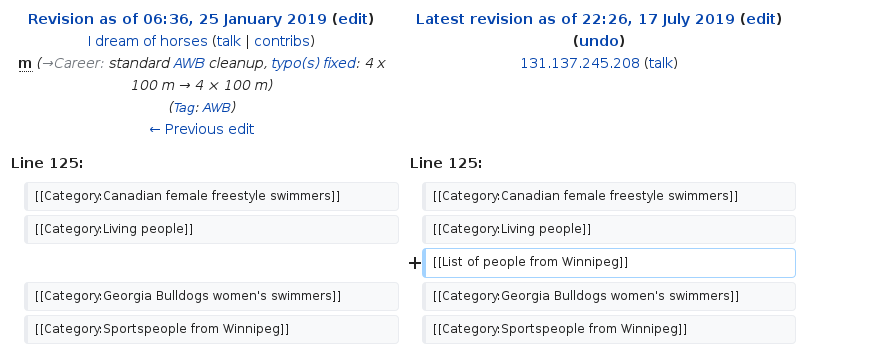 Revision as of 06:36, 25 January 2019 (edit)
I dream of horses (talk | contribs)
m (→Career: standard AWB cleanup, typo(s) fixed: 4 x
100 m → 4 × 100 m)
(Tag: AWB)
← Previous edit
Latest revision as of 22:26, 17 July 2019 (edit)
(undo)
131.137.245.208 (talk)
Line 125:
Line 125:
[[Category:Canadian female freestyle swimmers]]
[[Category:Canadian female freestyle swimmers]]
[[Category:Living people]]
[[Category:Living people]]
+ [[List of people from Winnipeg]]
[[Category:Georgia Bulldogs women's swimmers]]
[[Category:Georgia Bulldogs women's swimmers]]
[[Category:Sportspeople from Winnipeg]]
[[Category:Sportspeople from Winnipeg]]